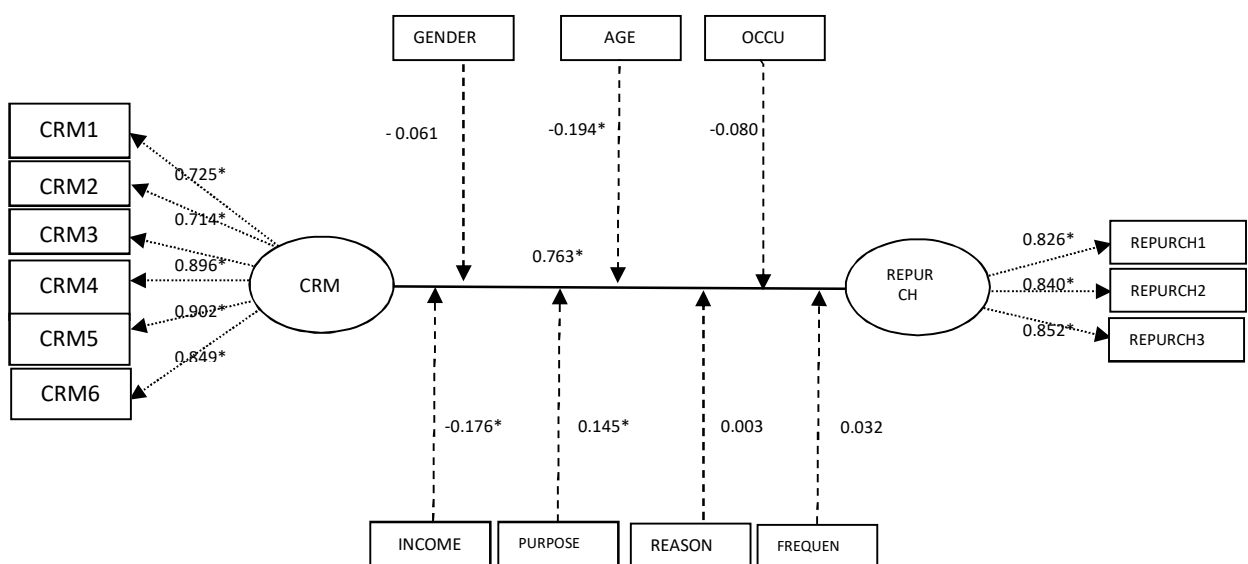 GENDER
AGE
OCCU
- 0.061
-0.194*
-0.080
CRM1
CRM2
CRM3
CRM4
CRM5
CRM6
0.725*
0.714*
0.896*
0.902*
0.849*
CRM
0.763*
REPUR
CH
0.826*
0.840*
0.852*
REPURCH1
REPURCH2
REPURCH3
-0.176*
0.145*
0.003
0.032
INCOME
PURPOSE
REASON
FREQUEN